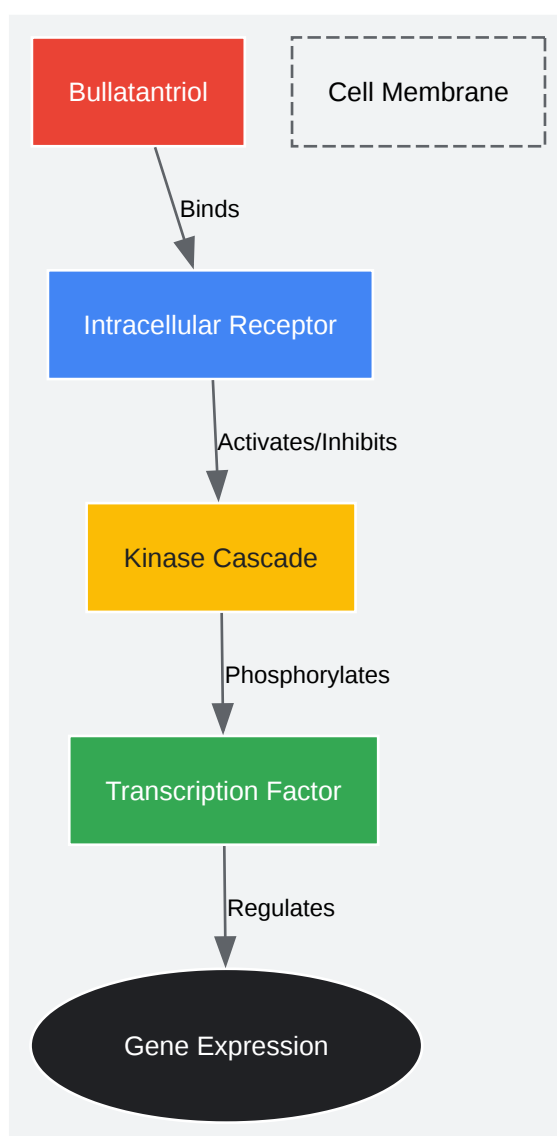 Bullatantriol
Cell Membrane
Binds
Intracellular Receptor
Activates/Inhibits
Kinase Cascade
Phosphorylates
Transcription Factor
Regulates
Gene Expression